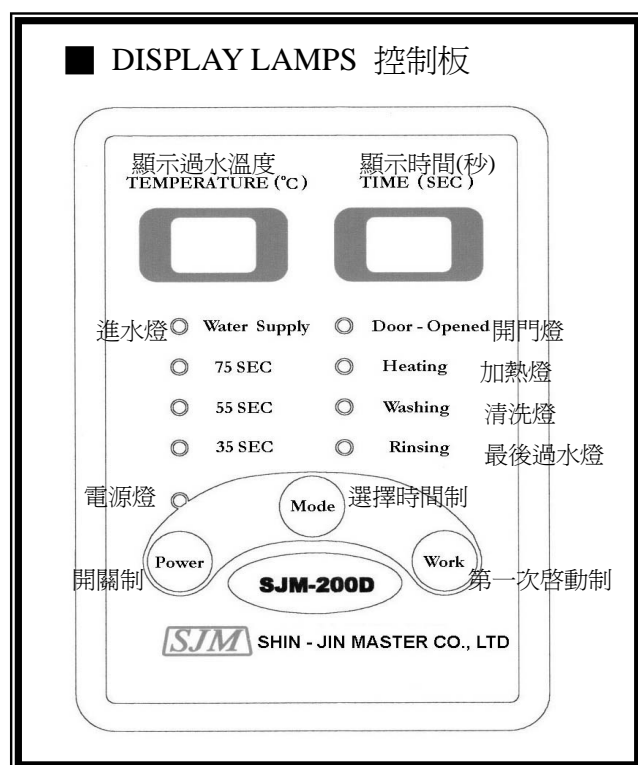 ■ DISPLAY LAMPS 控制板
顯示過水溫度 顯示時間(秒)
TEMPERATURE (°C) TIME (SEC)
進水燈 Water Supply Door - Opened 開門燈
75 SEC Heating 加熱燈
55 SEC Washing 清洗燈
35 SEC Rinsing 最後過水燈
電源燈 Mode 選擇時間制
開關制 Power SJM-200D Work 第一次啓動制
SJM SHIN - JIN MASTER CO., LTD